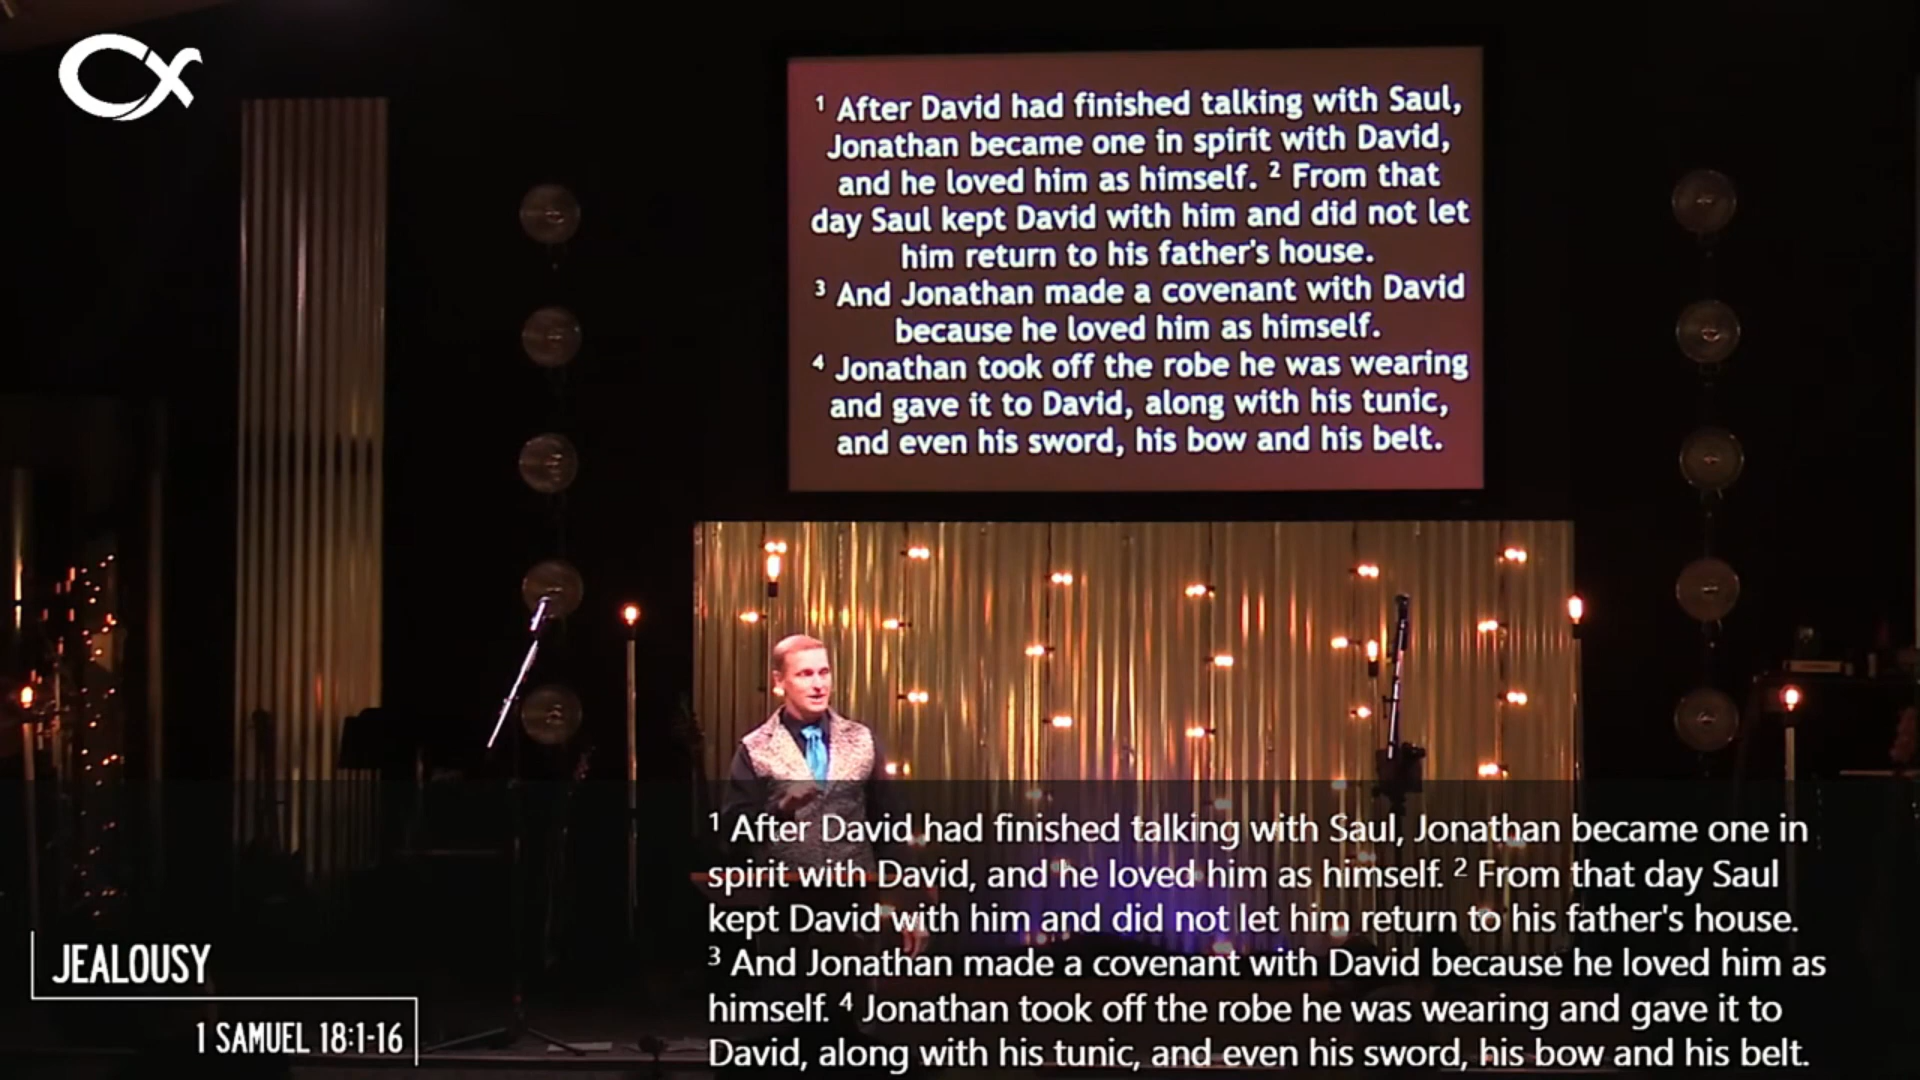 CX
¹ After David had finished talking with Saul,
Jonathan became one in spirit with David,
and he loved him as himself. ² From that
day Saul kept David with him and did not let
him return to his father's house.
³ And Jonathan made a covenant with David
because he loved him as himself.
⁴ Jonathan took off the robe he was wearing
and gave it to David, along with his tunic,
and even his sword, his bow and his belt.
¹ After David had finished talking with Saul, Jonathan became one in
spirit with David, and he loved him as himself. ² From that day Saul
kept David with him and did not let him return to his father's house.
³ And Jonathan made a covenant with David because he loved him as
himself. ⁴ Jonathan took off the robe he was wearing and gave it to
David, along with his tunic, and even his sword, his bow and his belt.
JEALOUSY
1 SAMUEL 18:1-16